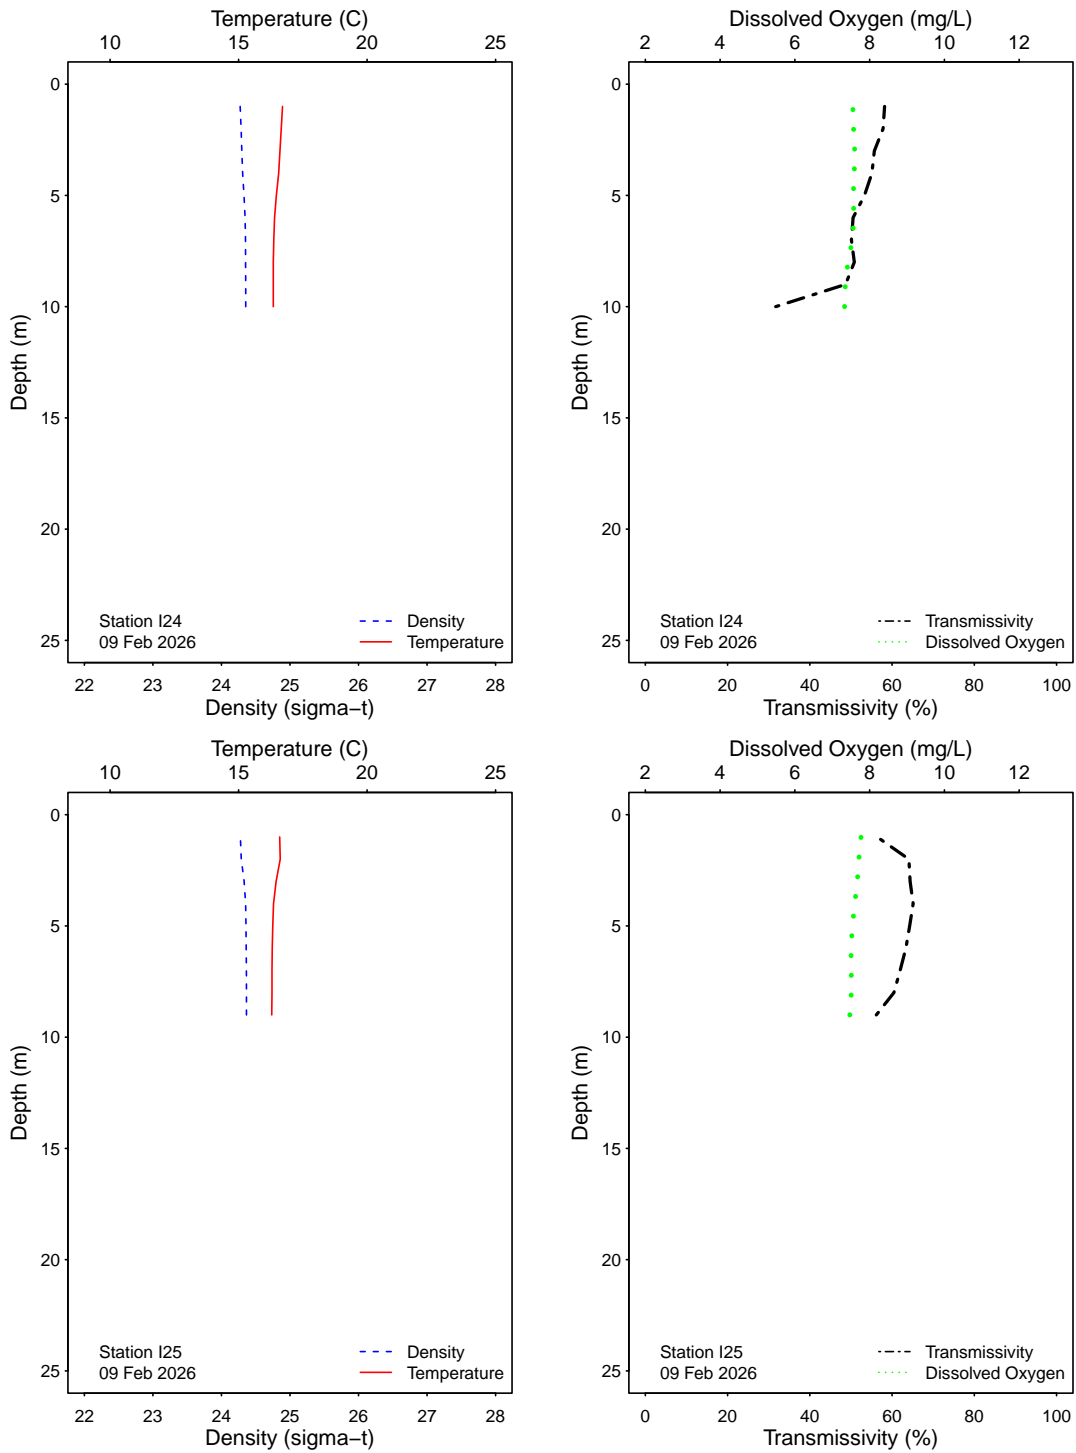 Temperature (C)
10 15 20 25
0
5
10
15
20
25
Depth (m)
Station I24
09 Feb 2026
Density
Temperature
22 23 24 25 26 27 28
Density (sigma−t)
Dissolved Oxygen (mg/L)
2 4 6 8 10 12
0
5
10
15
20
25
Depth (m)
Station I24
09 Feb 2026
Transmissivity
Dissolved Oxygen
0 20 40 60 80 100
Transmissivity (%)
Temperature (C)
10 15 20 25
0
5
10
15
20
25
Depth (m)
Station I25
09 Feb 2026
Density
Temperature
22 23 24 25 26 27 28
Density (sigma−t)
Dissolved Oxygen (mg/L)
2 4 6 8 10 12
0
5
10
15
20
25
Depth (m)
Station I25
09 Feb 2026
Transmissivity
Dissolved Oxygen
0 20 40 60 80 100
Transmissivity (%)